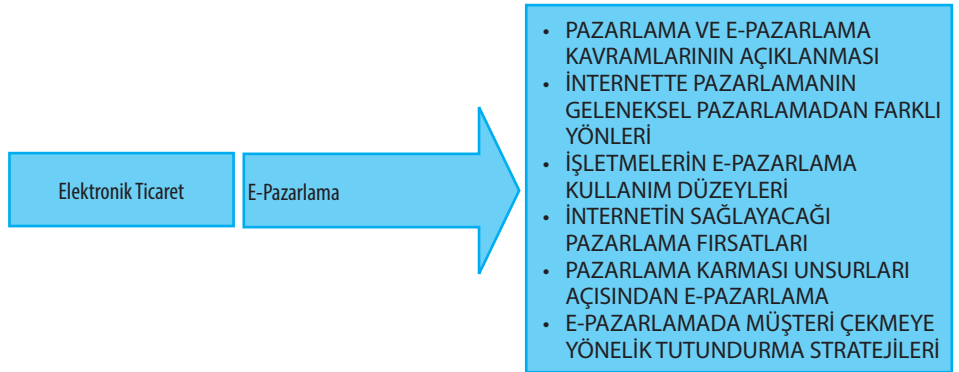 Elektronik Ticaret
E-Pazarlama
• PAZARLAMA VE E-PAZARLAMA
KAVRAMLARININ AÇIKLANMASI
• İNTERNETTE PAZARLAMANIN
GELENEKSEL PAZARLAMADAN FARKLI
YÖNLERİ
• İŞLETMELERİN E-PAZARLAMA
KULLANIM DÜZEYLERİ
• İNTERNETİN SAĞLAYACAĞI
PAZARLAMA FIRSATLARI
• PAZARLAMA KARMASI UNSURLARI
AÇISINDAN E-PAZARLAMA
• E-PAZARLAMADA MÜŞTERİ ÇEKMEYE
YÖNELİK TUTUNDURMA STRATEJİLERİ